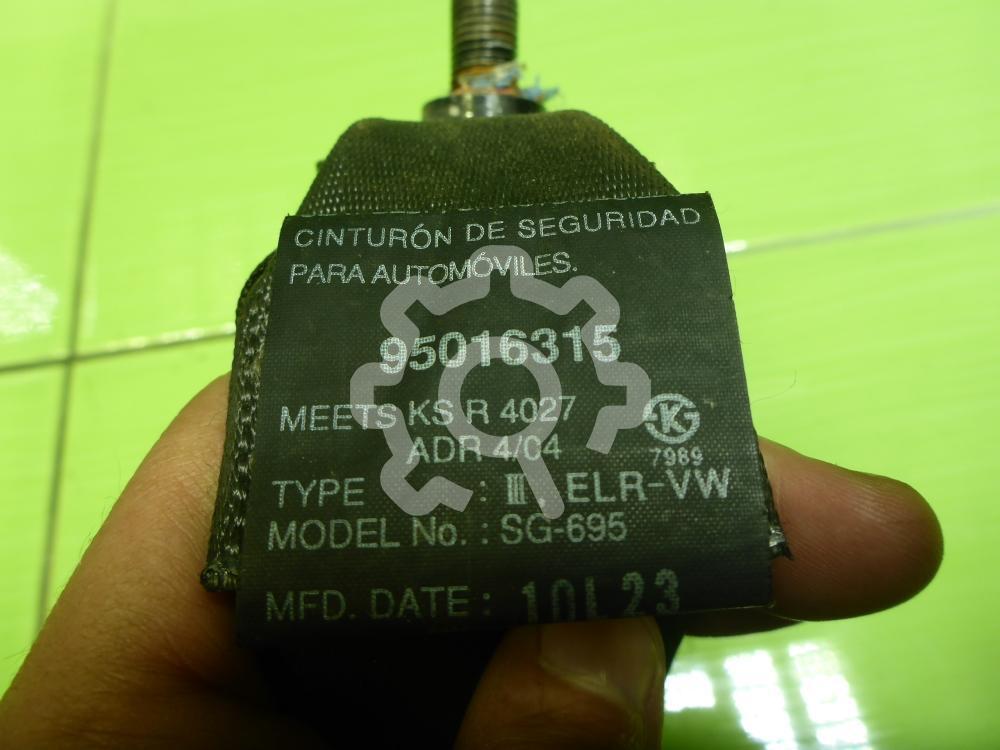 CINTURÓN DE SEGURIDAD
PARA AUTOMÓVILES.
95016315
MEETS KS R 4027
ADR 4/04
K
7989
TYPE : III, ELR-VW
MODEL No. : SG-695
MFD. DATE : 10L23